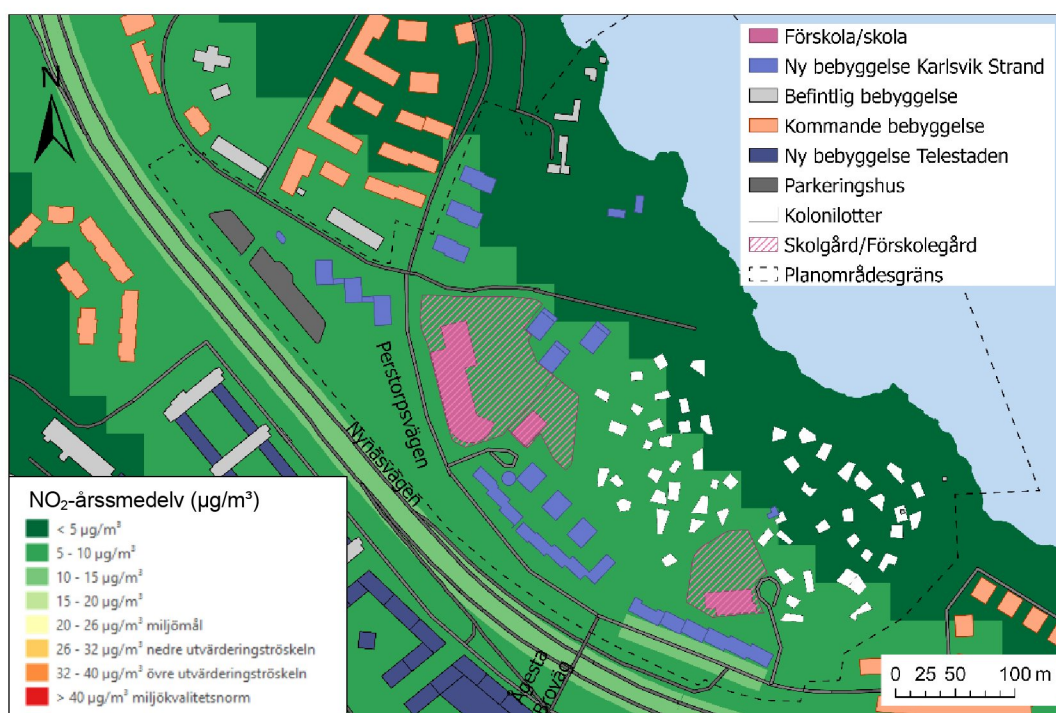 N
Förskola/skola
Ny bebyggelse Karlsvik Strand
Befintlig bebyggelse
Kommande bebyggelse
Ny bebyggelse Telestaden
Parkeringshus
Kolonilotter
Skolgård/Förskolegård
Planområdesgräns
Perstorpsvägen
Nynäsvägen
Ågesta
Broväg
NO₂-årssmedelv (µg/m³)
< 5 µg/m³
5 - 10 µg/m³
10 - 15 µg/m³
15 - 20 µg/m³
20 - 26 µg/m³ miljömål
26 - 32 µg/m³ nedre utvärderingströskeln
32 - 40 µg/m³ övre utvärderingströskeln
> 40 µg/m³ miljökvalitetsnorm
0 25 50 100 m